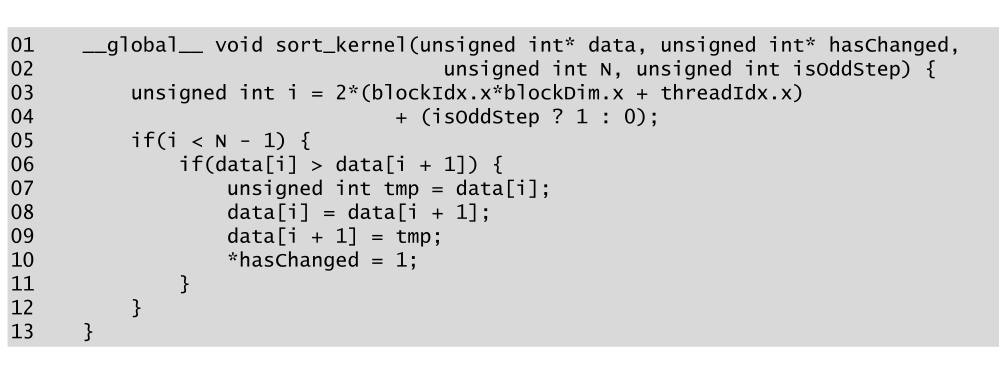 01 __global__ void sort_kernel(unsigned int* data, unsigned int* hasChanged,
02 unsigned int N, unsigned int isOddStep) {
03 unsigned int i = 2*(blockIdx.x*blockDim.x + threadIdx.x)
04 + (isOddStep ? 1 : 0);
05 if(i < N - 1) {
06 if(data[i] > data[i + 1]) {
07 unsigned int tmp = data[i];
08 data[i] = data[i + 1];
09 data[i + 1] = tmp;
10 *hasChanged = 1;
11 }
12 }
13 }